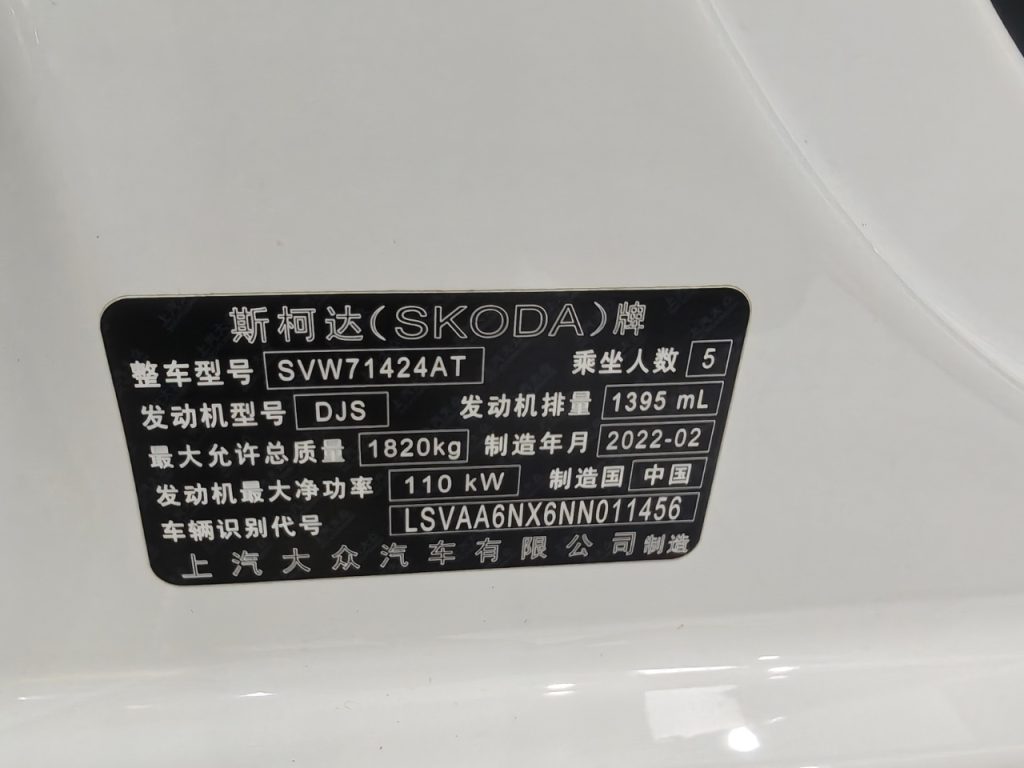 斯柯达(SKODA)牌
整车型号 SVW71424AT 乘坐人数 5
发动机型号 DJS 发动机排量 1395 mL
最大允许总质量 1820kg 制造年月 2022-02
发动机最大净功率 110 kW 制造国 中国
车辆识别代号 LSVAA6NX6NN011456
上汽大众汽车有限公司制造